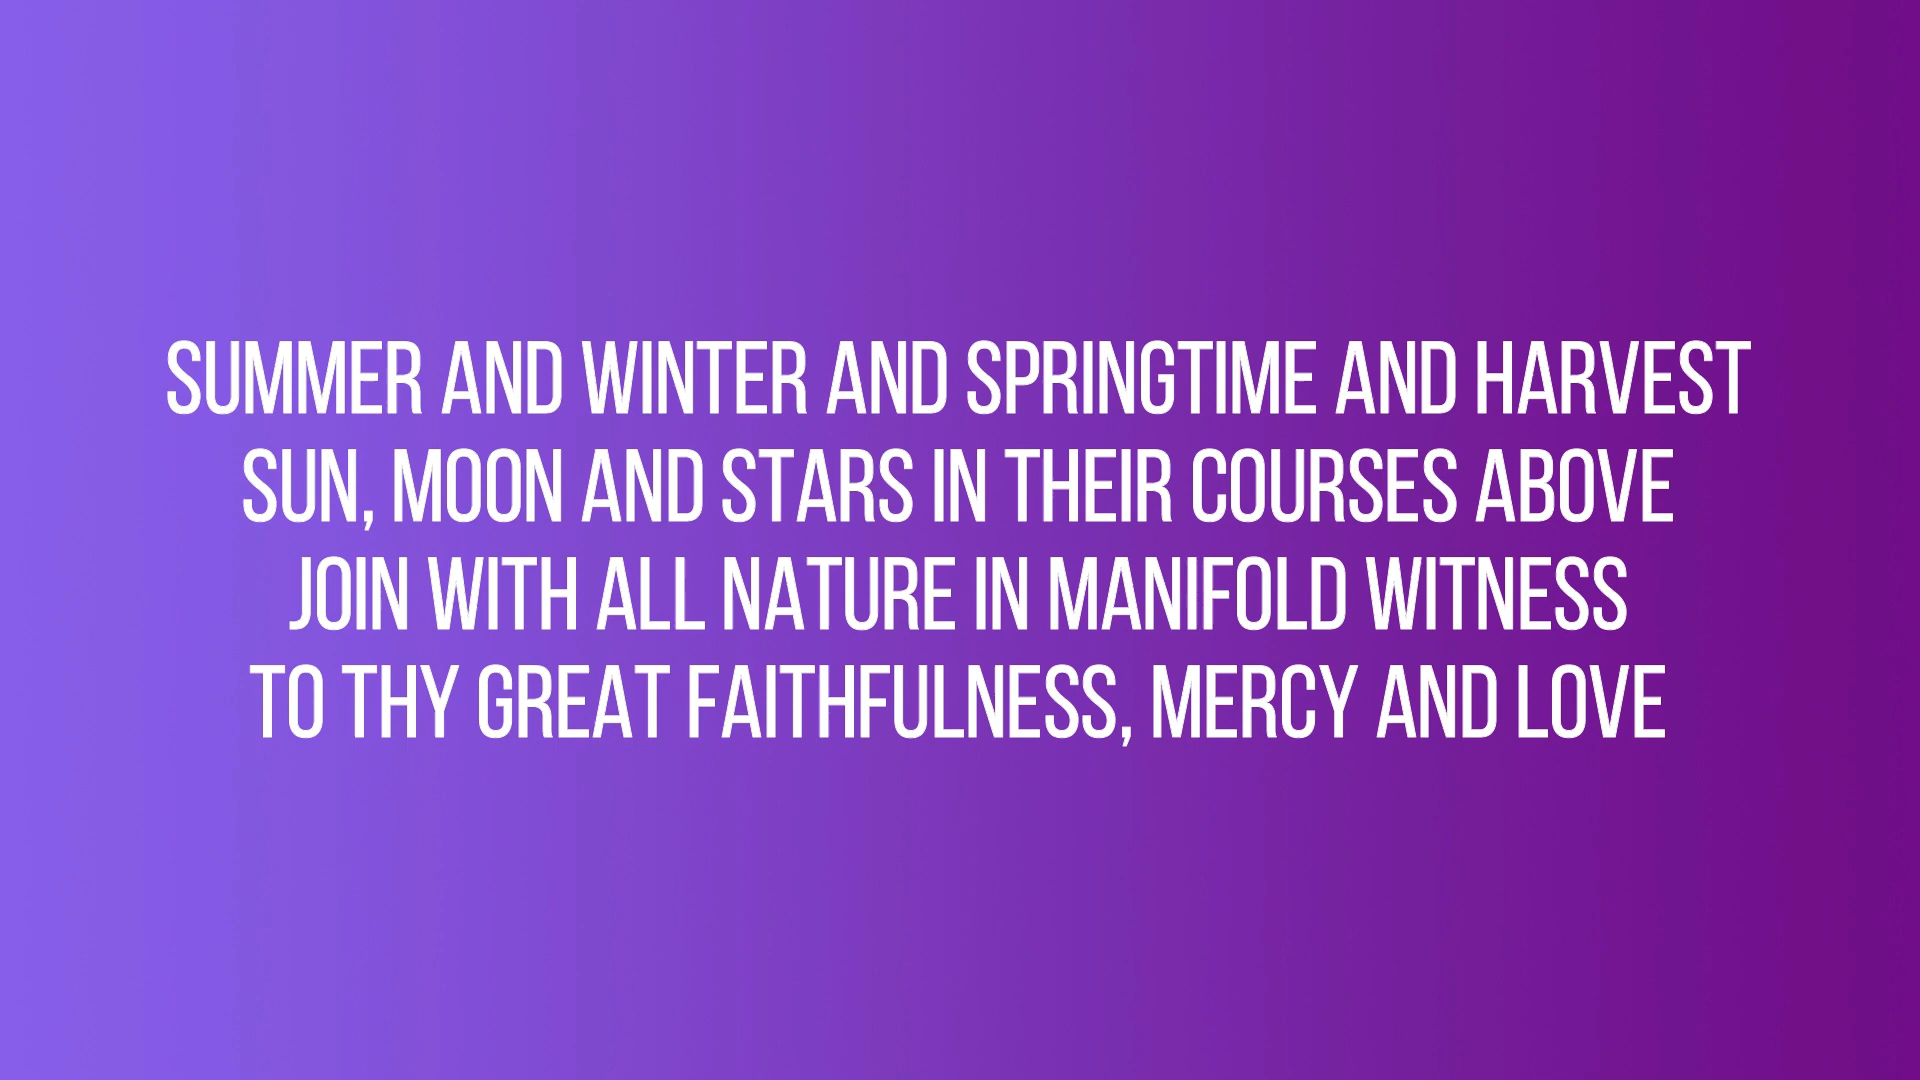 SUMMER AND WINTER AND SPRINGTIME AND HARVEST
SUN, MOON AND STARS IN THEIR COURSES ABOVE
JOIN WITH ALL NATURE IN MANIFOLD WITNESS
TO THY GREAT FAITHFULNESS, MERCY AND LOVE